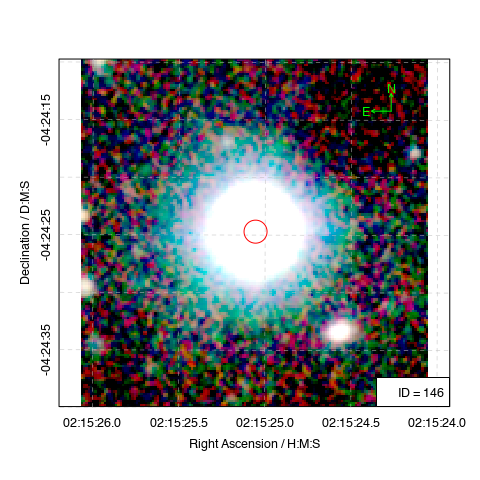 N
E
-04:24:15
-04:24:25
-04:24:35
Declination / D:M:S
ID = 146
02:15:26.0 02:15:25.5 02:15:25.0 02:15:24.5 02:15:24.0
Right Ascension / H:M:S